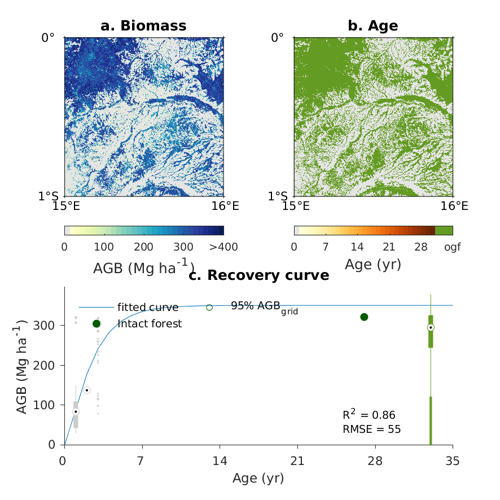 a. Biomass
b. Age
0°
0°
1°S
1°S
15°E
16°E
15°E
16°E
0 100 200 300 >400
0 7 14 21 28 ogf
AGB (Mg ha-1)
Age (yr)
c. Recovery curve
fitted curve
95% AGBgrid
Intact forest
300
200
100
0
AGB (Mg ha-1)
R2 = 0.86
RMSE = 55
0 7 14 21 28 35
Age (yr)